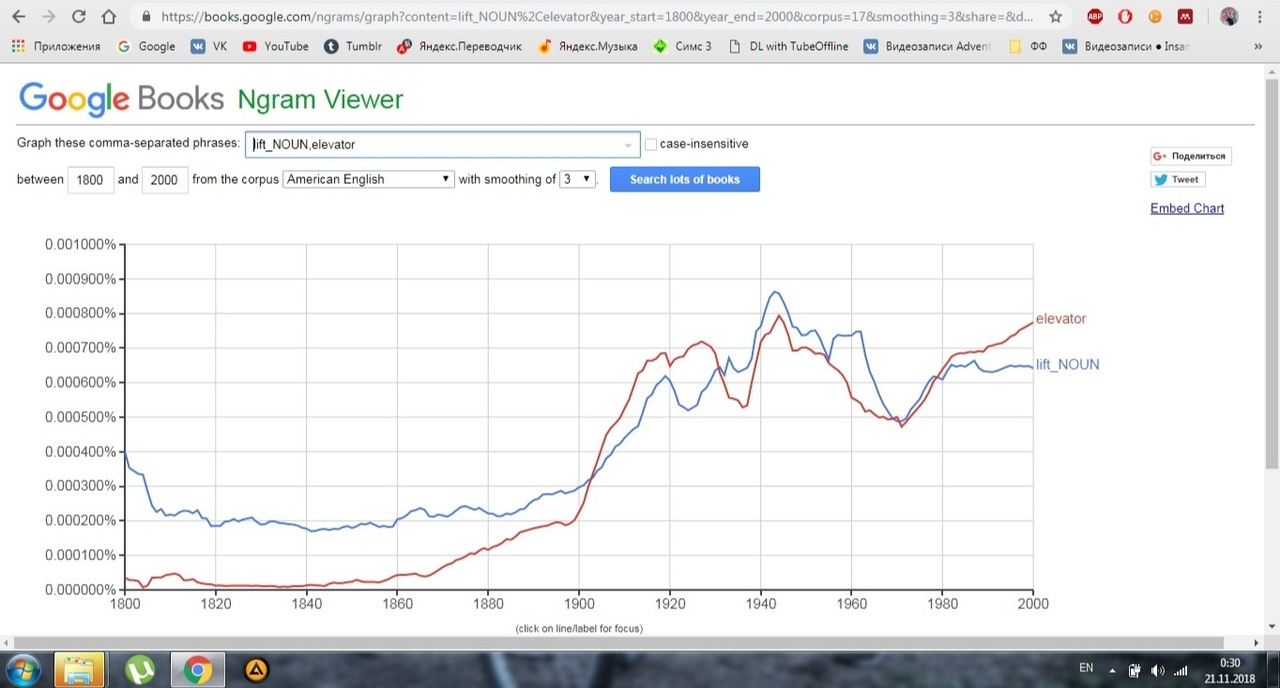 https://books.google.com/ngrams/graph?content=lift_NOUN%2Celevator&year_start=1800&year_end=2000&corpus=17&smoothing=3&share=&d...
ABP
Приложения Google VK YouTube Tumblr Яндекс.Переводчик Яндекс.Музыка Симс 3 DL with TubeOffline Видеозаписи Advent ФФ Видеозаписи • Insa »
Google Books Ngram Viewer
Graph these comma-separated phrases: lift_NOUN,elevator case-insensitive
between 1800 and 2000 from the corpus American English with smoothing of 3 . Search lots of books
G+ Поделиться
Tweet
Embed Chart
0.001000%
0.000900%
0.000800%
0.000700%
0.000600%
0.000500%
0.000400%
0.000300%
0.000200%
0.000100%
0.000000%
elevator
lift_NOUN
1800 1820 1840 1860 1880 1900 1920 1940 1960 1980 2000
(click on line/label for focus)
EN 0:30
21.11.2018